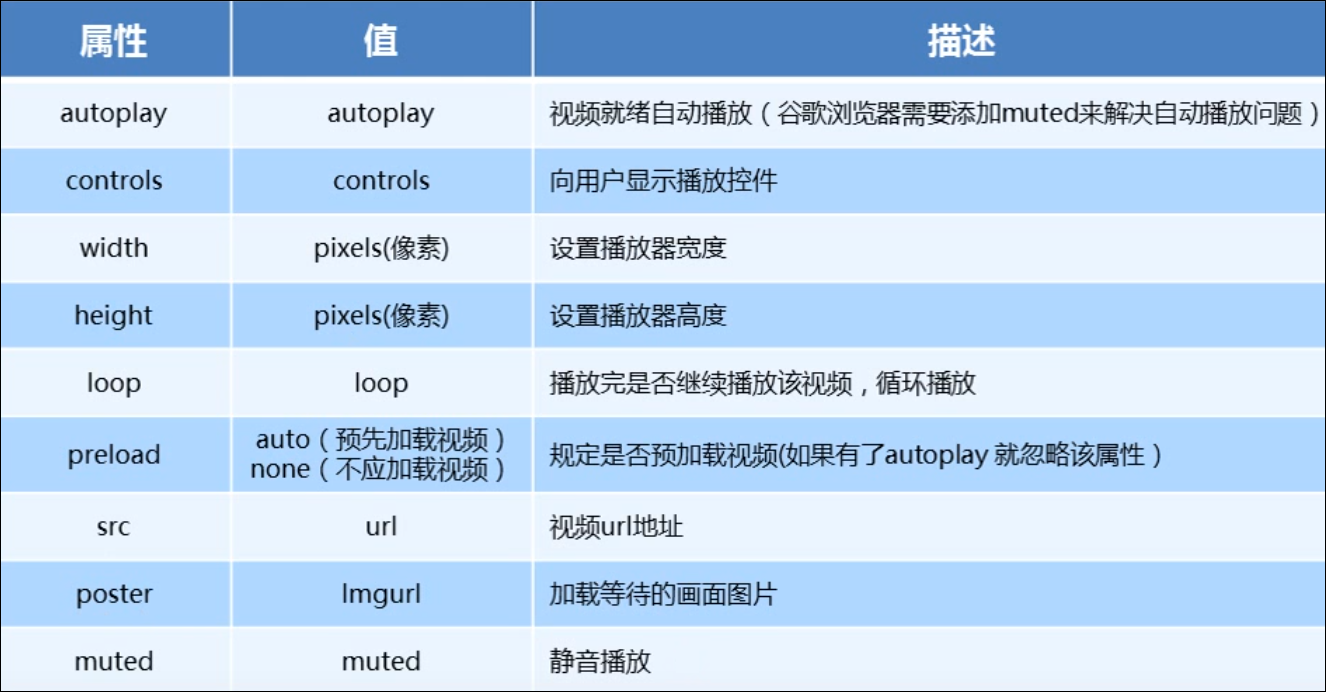 属性 值 描述
autoplay autoplay 视频就绪自动播放（谷歌浏览器需要添加muted来解决自动播放问题）
controls controls 向用户显示播放控件
width pixels(像素) 设置播放器宽度
height pixels(像素) 设置播放器高度
loop loop 播放完是否继续播放该视频，循环播放
preload auto（预先加载视频）
none（不应加载视频） 规定是否预加载视频(如果有了autoplay 就忽略该属性）
src url 视频url地址
poster Imgurl 加载等待的画面图片
muted muted 静音播放